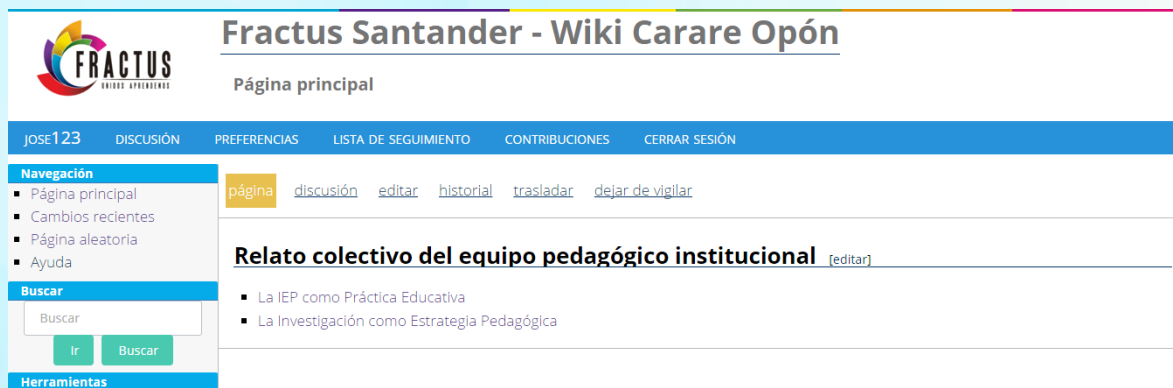 FRACTUS
UNIDOS APRENDEMOS
Fractus Santander - Wiki Carare Opón
Página principal
JOSE123 DISCUSIÓN PREFERENCIAS LISTA DE SEGUIMIENTO CONTRIBUCIONES CERRAR SESIÓN
Navegación
Página principal
Cambios recientes
Página aleatoria
Ayuda
Buscar
Buscar
Ir Buscar
Herramientas
página discusión editar historial trasladar dejar de vigilar
Relato colectivo del equipo pedagógico institucional [editar]
La IEP como Práctica Educativa
La Investigación como Estrategia Pedagógica